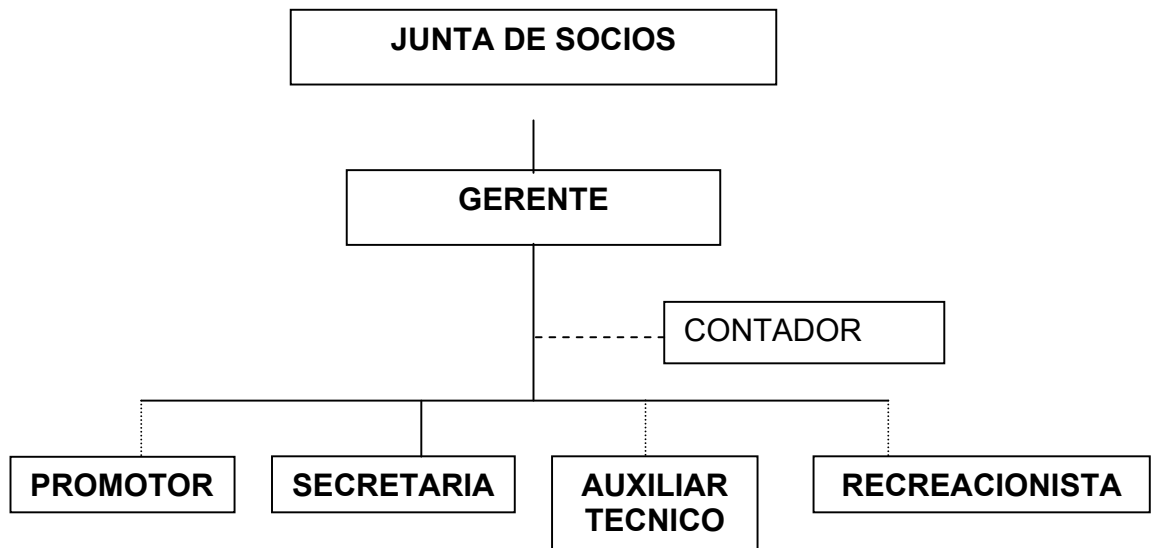 JUNTA DE SOCIOS
GERENTE
CONTADOR
PROMOTOR
SECRETARIA
AUXILIAR
TECNICO
RECREACIONISTA